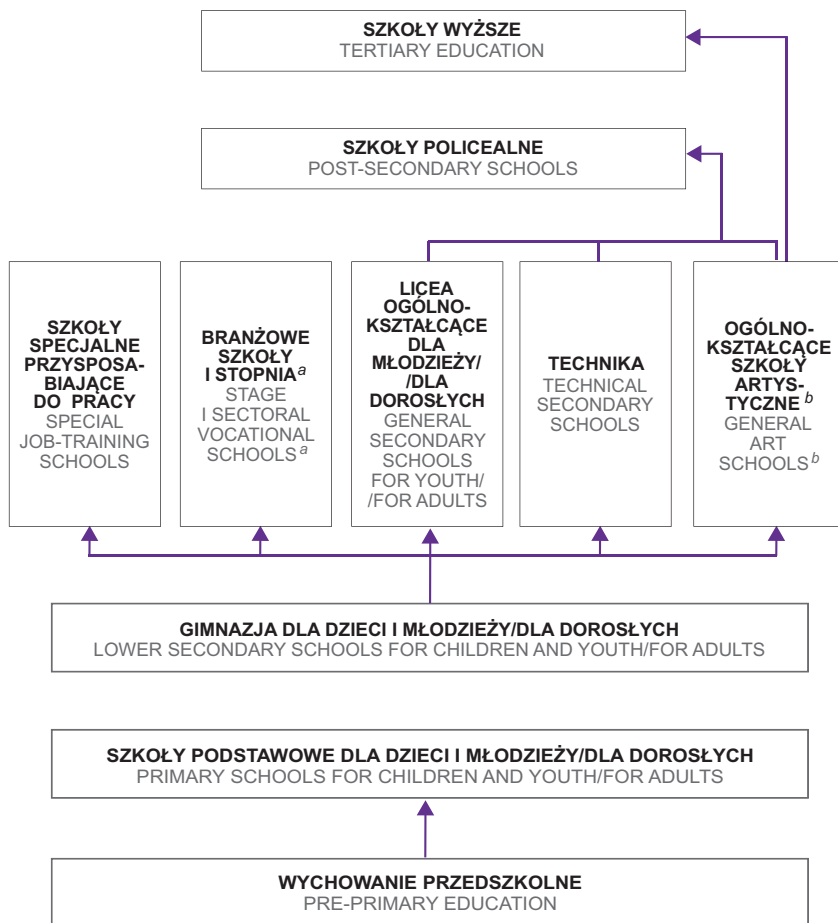 SZKOŁY WYŻSZE
TERTIARY EDUCATION
SZKOŁY POLICEALNE
POST-SECONDARY SCHOOLS
SZKOŁY
SPECJALNE
PRZYSPOSA-
BIAJĄCE
DO PRACY
SPECIAL
JOB-TRAINING
SCHOOLS
BRANŻOWE
SZKOŁY
I STOPNIA a
STAGE
I SECTORAL
VOCATIONAL
SCHOOLS a
LICEA
OGÓLNO-
KSZTAŁCĄCE
DLA
MŁODZIEŻY/
/DLA
DOROSŁYCH
GENERAL
SECONDARY
SCHOOLS
FOR YOUTH/
/FOR ADULTS
TECHNIKA
TECHNICAL
SECONDARY
SCHOOLS
OGÓLNO-
KSZTAŁCĄCE
SZKOŁY
ARTYS-
TYCZNE b
GENERAL
ART
SCHOOLS b
GIMNAZJA DLA DZIECI I MŁODZIEŻY/DLA DOROSŁYCH
LOWER SECONDARY SCHOOLS FOR CHILDREN AND YOUTH/FOR ADULTS
SZKOŁY PODSTAWOWE DLA DZIECI I MŁODZIEŻY/DLA DOROSŁYCH
PRIMARY SCHOOLS FOR CHILDREN AND YOUTH/FOR ADULTS
WYCHOWANIE PRZEDSZKOLNE
PRE-PRIMARY EDUCATION